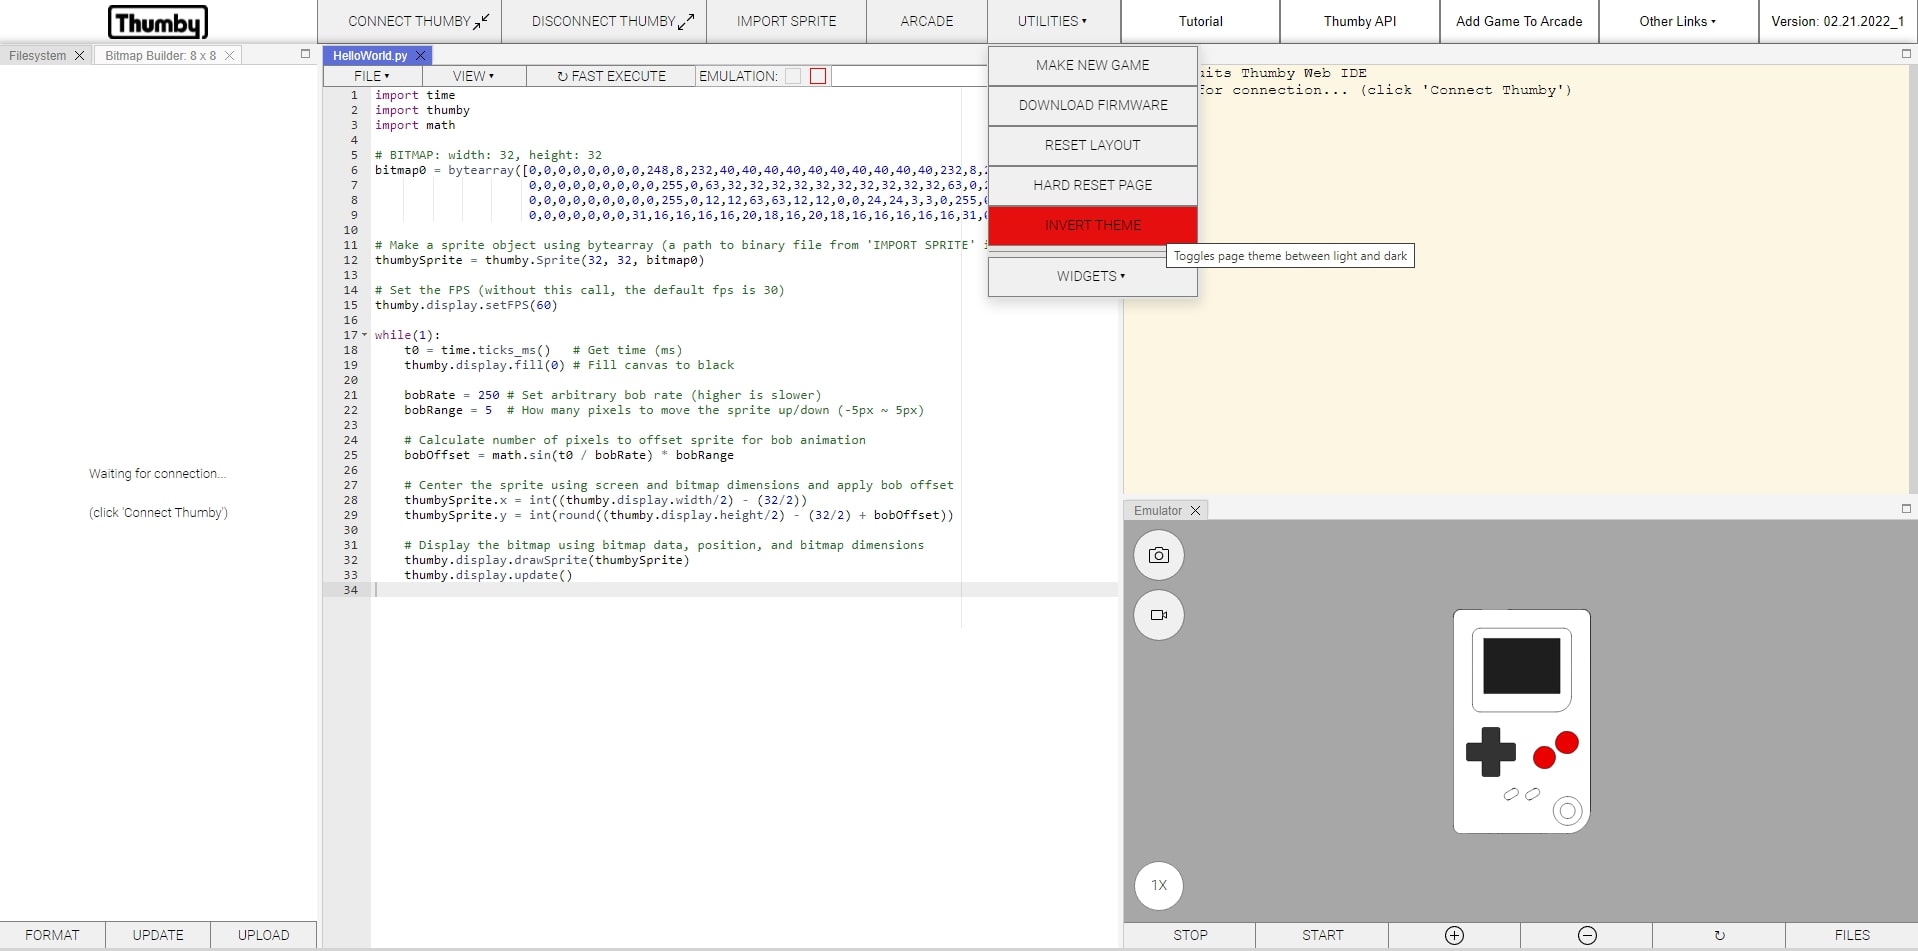 Thumby
CONNECT THUMBY
DISCONNECT THUMBY
IMPORT SPRITE
ARCADE
UTILITIES ▾
Tutorial
Thumby API
Add Game To Arcade
Other Links ▾
Version: 02.21.2022_1
Filesystem
Bitmap Builder: 8 x 8
Waiting for connection...
(click 'Connect Thumby')
FORMAT
UPDATE
UPLOAD
HelloWorld.py
FILE ▾
VIEW ▾
↻ FAST EXECUTE
EMULATION:
1 import time
2 import thumby
3 import math
4
5 # BITMAP: width: 32, height: 32
6 bitmap0 = bytearray([0,0,0,0,0,0,0,0,248,8,232,40,40,40,40,40,40,40,40,40,40,232,8,
7 0,0,0,0,0,0,0,0,0,255,0,63,32,32,32,32,32,32,32,32,32,32,63,0,
8 0,0,0,0,0,0,0,0,0,255,0,12,12,63,63,12,12,0,0,24,24,3,3,0,255,
9 0,0,0,0,0,0,0,31,16,16,16,16,20,18,16,20,18,16,16,16,16,16,31,
10
11 # Make a sprite object using bytearray (a path to binary file from 'IMPORT SPRITE'
12 thumbySprite = thumby.Sprite(32, 32, bitmap0)
13
14 # Set the FPS (without this call, the default fps is 30)
15 thumby.display.setFPS(60)
16
17 while(1):
18 t0 = time.ticks_ms() # Get time (ms)
19 thumby.display.fill(0) # Fill canvas to black
20
21 bobRate = 250 # Set arbitrary bob rate (higher is slower)
22 bobRange = 5 # How many pixels to move the sprite up/down (-5px ~ 5px)
23
24 # Calculate number of pixels to offset sprite for bob animation
25 bobOffset = math.sin(t0 / bobRate) * bobRange
26
27 # Center the sprite using screen and bitmap dimensions and apply bob offset
28 thumbySprite.x = int((thumby.display.width/2) - (32/2))
29 thumbySprite.y = int(round((thumby.display.height/2) - (32/2) + bobOffset))
30
31 # Display the bitmap using bitmap data, position, and bitmap dimensions
32 thumby.display.drawSprite(thumbySprite)
33 thumby.display.update()
34
MAKE NEW GAME
DOWNLOAD FIRMWARE
RESET LAYOUT
HARD RESET PAGE
INVERT THEME
Toggles page theme between light and dark
WIDGETS ▾
Thumby Web IDE
for connection... (click 'Connect Thumby')
Emulator
1X
STOP
START
↻
FILES